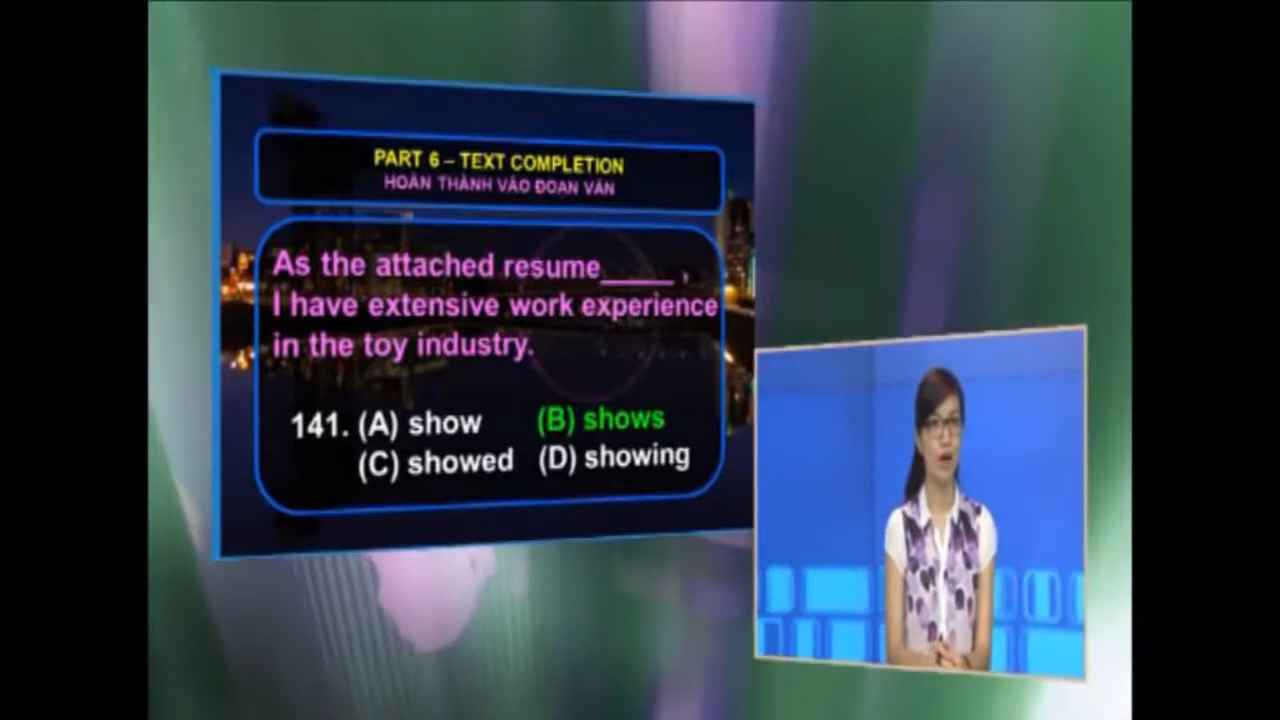 PART 6 – TEXT COMPLETION
HOÀN THÀNH VÀO ĐOẠN VĂN
As the attached resume_____ ,
I have extensive work experience
in the toy industry.
141. (A) show (B) shows
(C) showed (D) showing